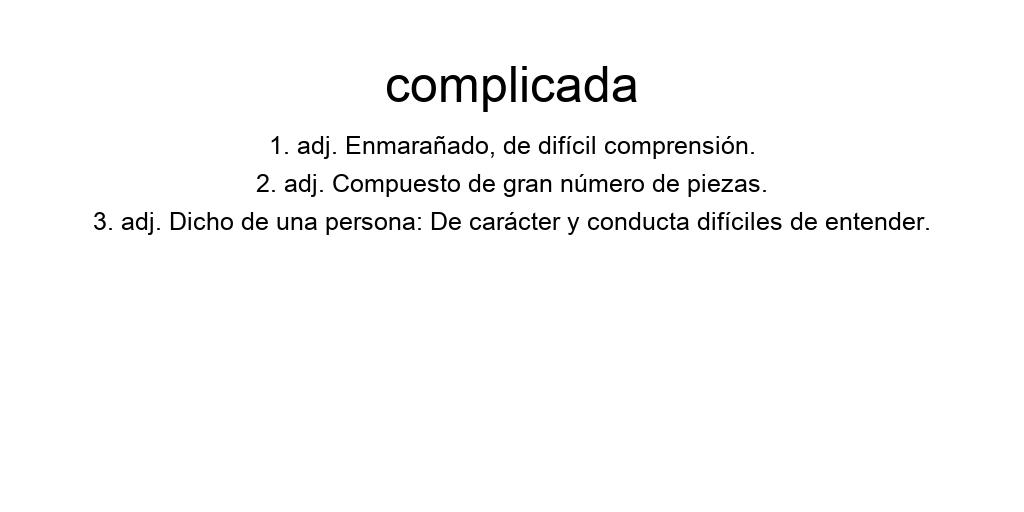 complicada
1. adj. Enmarañado, de difícil comprensión.
2. adj. Compuesto de gran número de piezas.
3. adj. Dicho de una persona: De carácter y conducta difíciles de entender.